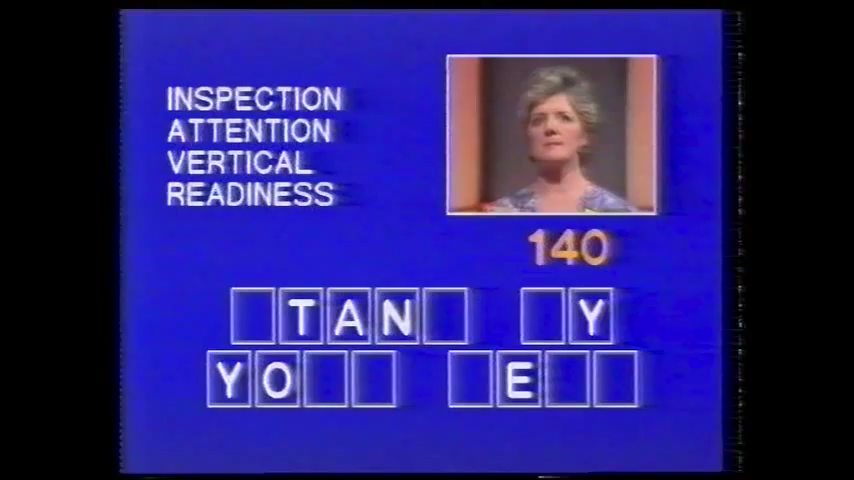 INSPECTION
ATTENTION
VERTICAL
READINESS
140
TAN Y
YO E